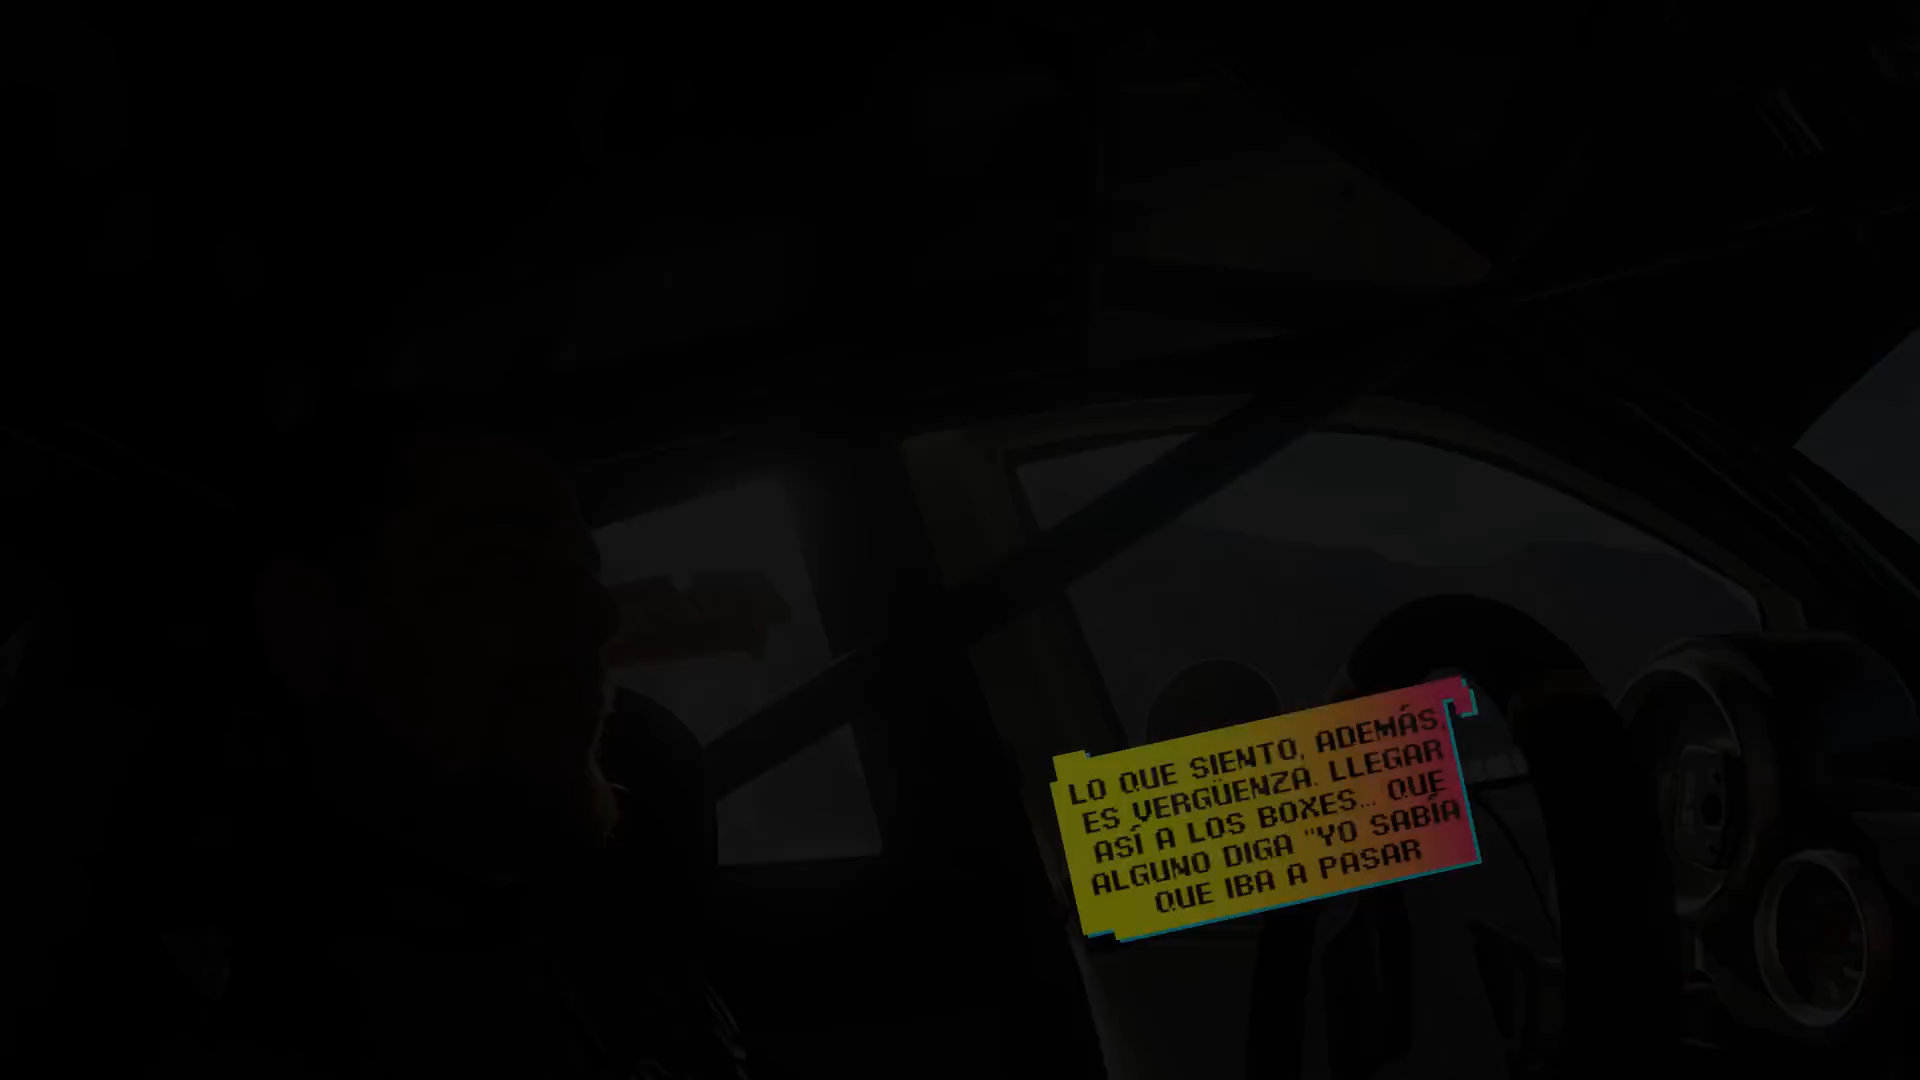 LO QUE SIENTO, ADEMÁS,
ES VERGÜENZA. LLEGAR
ASÍ A LOS BOXES... QUE
ALGUNO DIGA "YO SABÍA
QUE IBA A PASAR